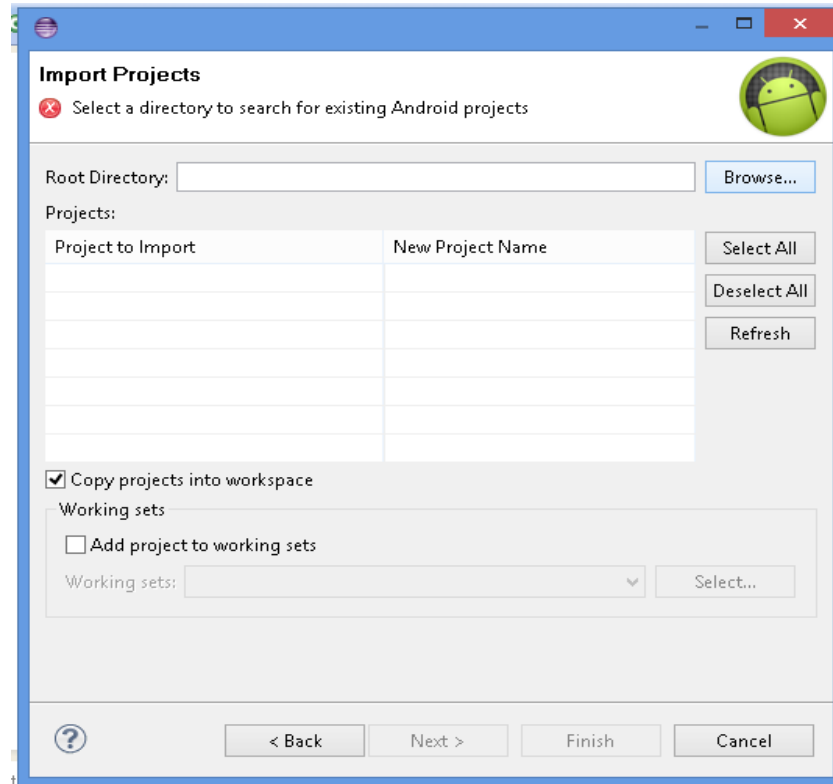 Import Projects
Select a directory to search for existing Android projects
Root Directory: Browse...
Projects:
Project to Import New Project Name Select All
Deselect All
Refresh
Copy projects into workspace
Working sets
Add project to working sets
Working sets: Select...
? < Back Next > Finish Cancel